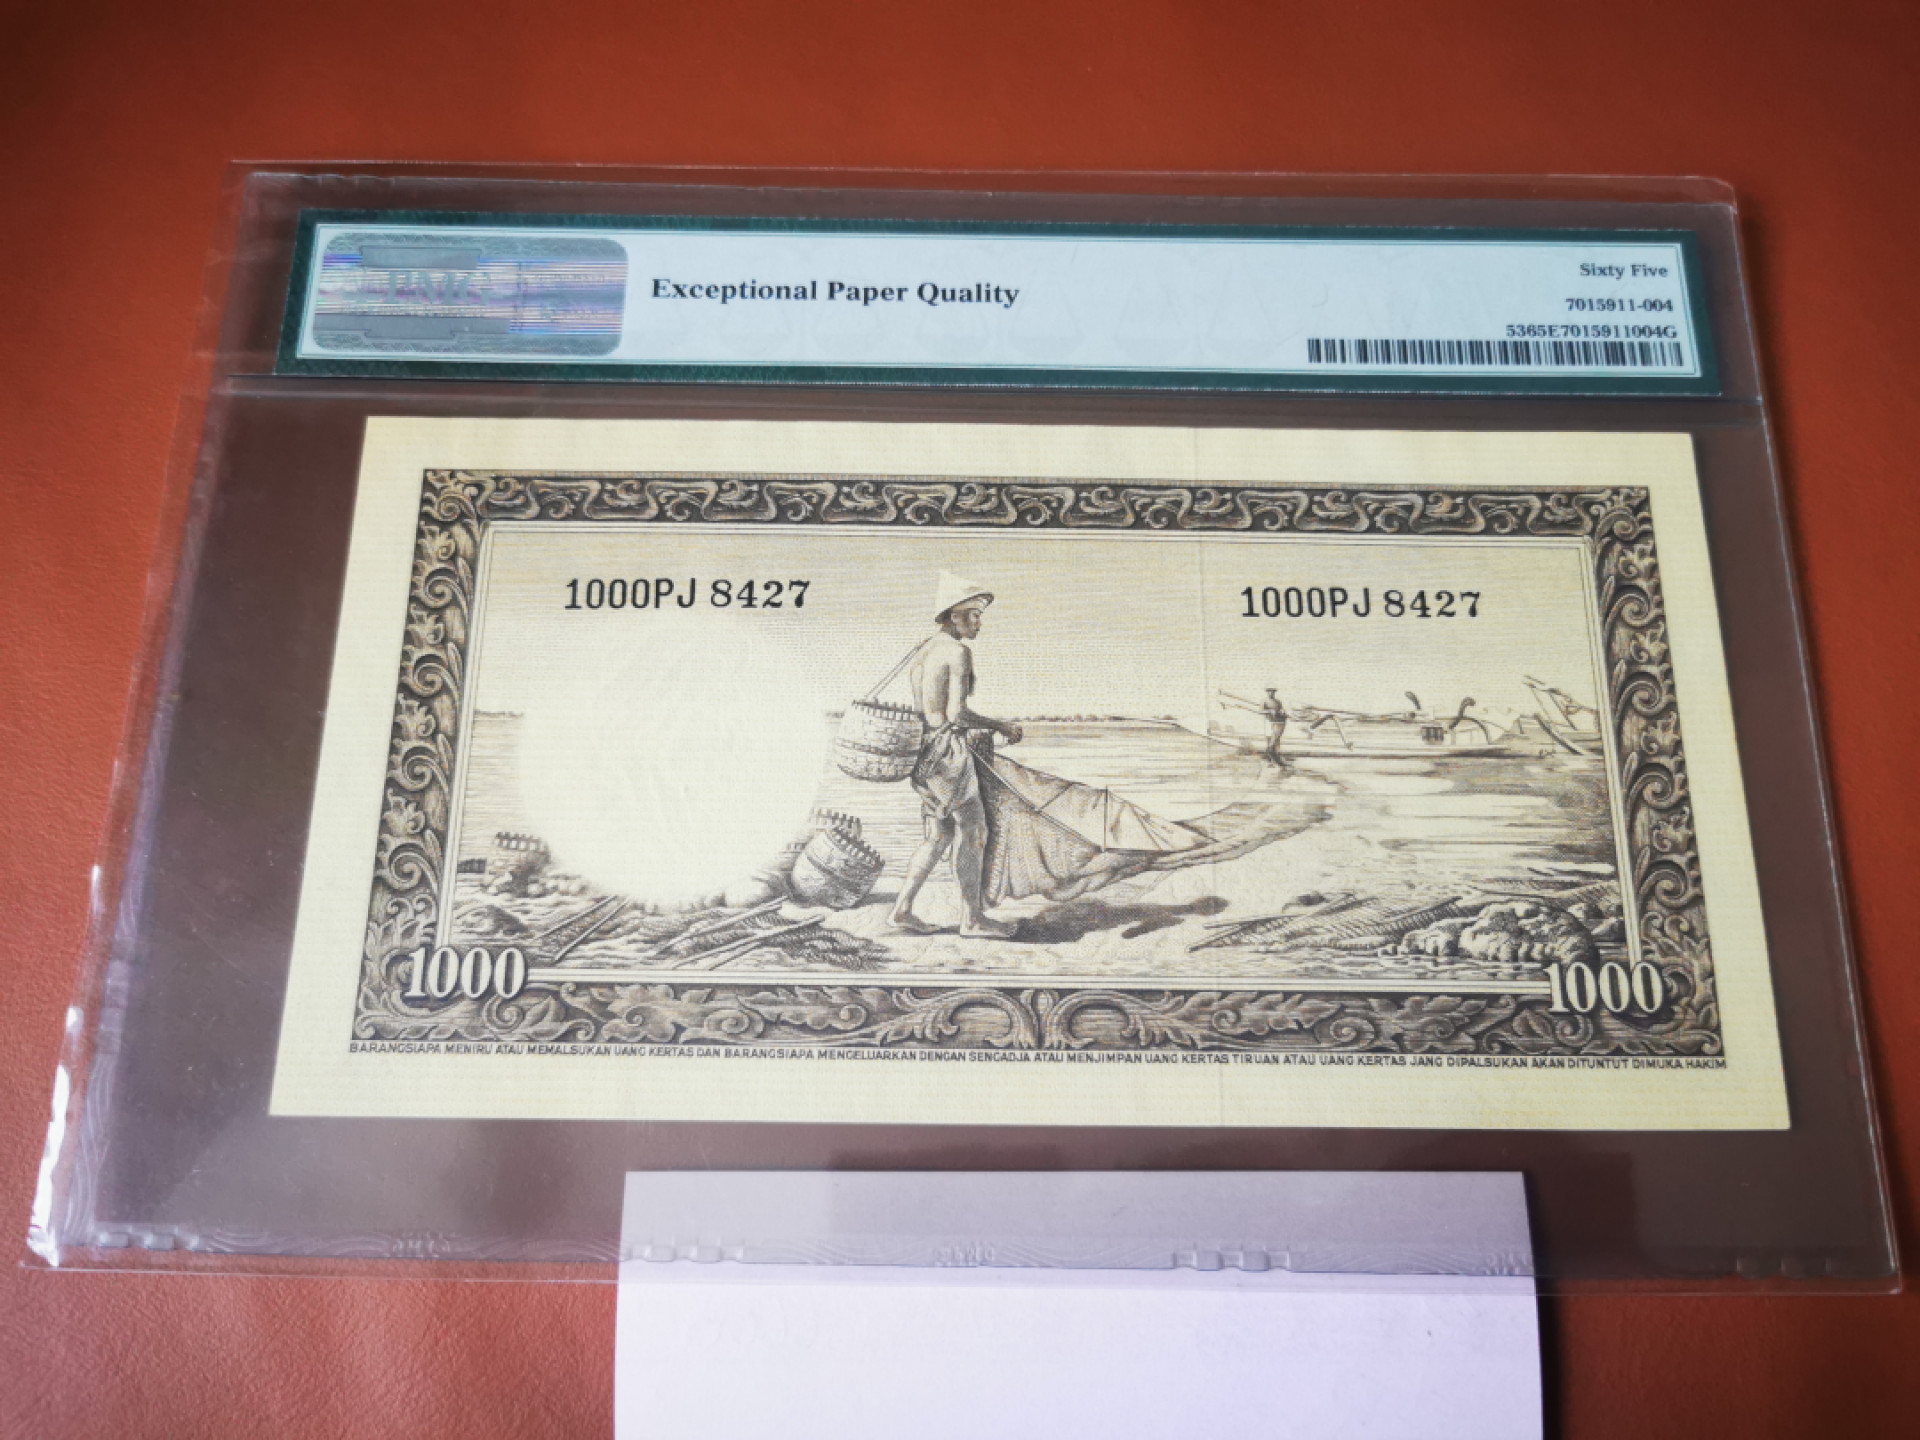 PMG
Exceptional Paper Quality
Sixty Five
7015911-004
5365E7015911004G
1000PJ 8427
1000PJ 8427
1000
1000
BARANGSIAPA MENIRU ATAU MEMALSUKAN UANG KERTAS DAN BARANGSIAPA MENGELUARKAN DENGAN SENGADJA ATAU MENJIMPAN UANG KERTAS TIRUAN ATAU UANG KERTAS JANG DIPALSUKAN AKAN DITUNTUT DIMUKA HAKIM